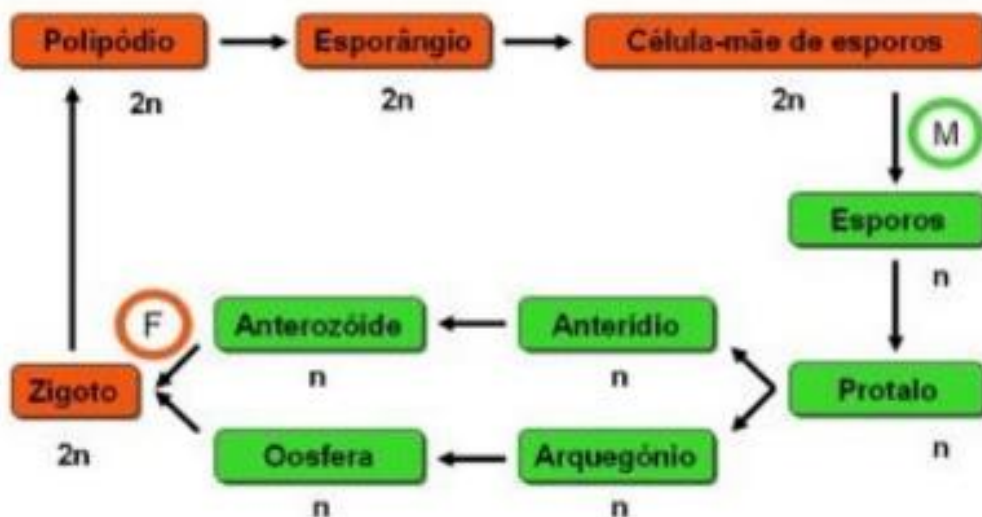 Polipódio
Esporângio
Célula-mãe de esporos
2n
2n
2n
M
Esporos
n
F
Anterozóide
Anterídio
n
n
Zigoto
Protalo
2n
n
Oosfera
Arquegónio
n
n